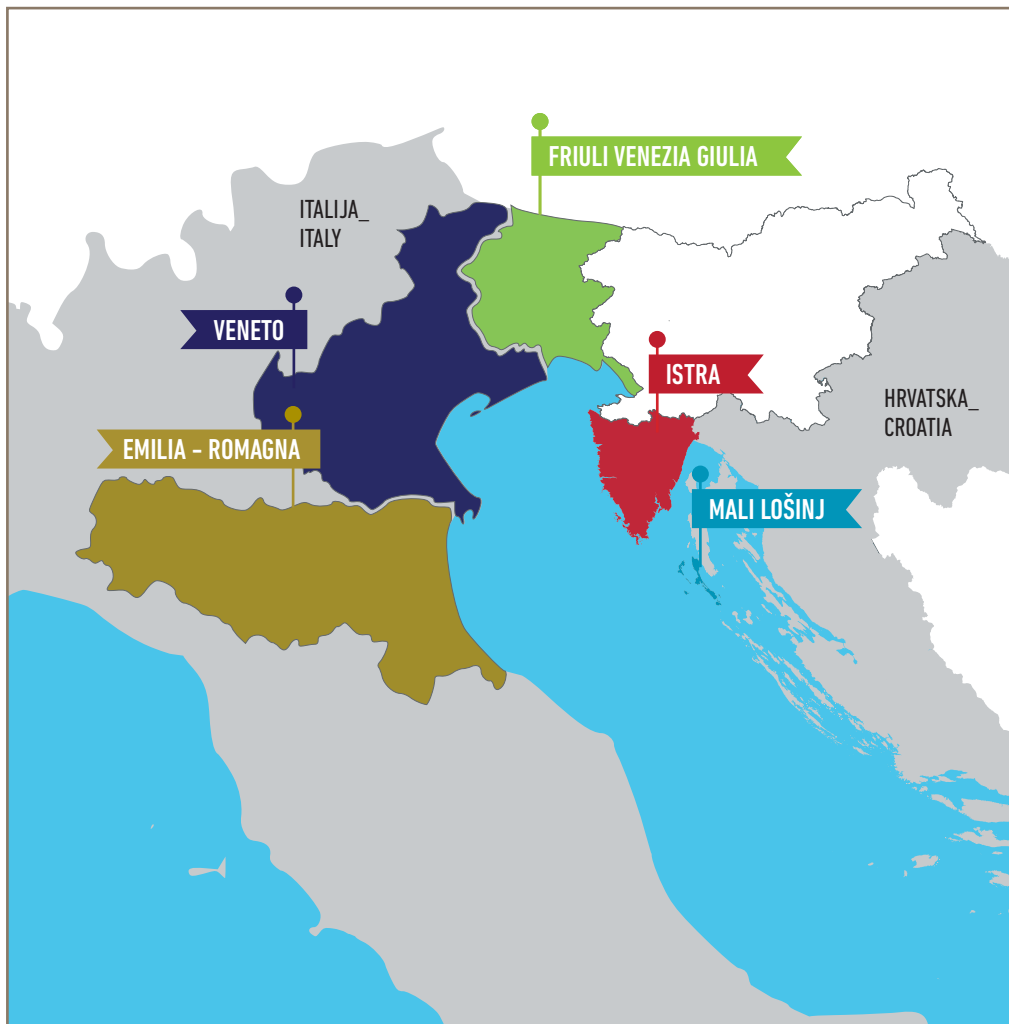 FRIULI VENEZIA GIULIA
ITALIJA_
ITALY
VENETO
ISTRA
HRVATSKA_
CROATIA
EMILIA - ROMAGNA
MALI LOŠINJ